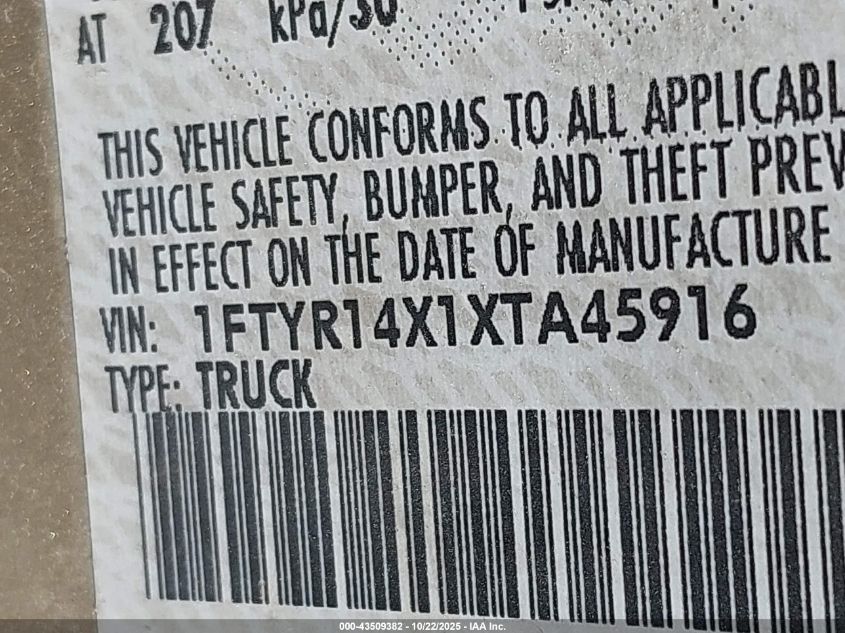 AT 207 kPa/30
THIS VEHICLE CONFORMS TO ALL APPLICABL
VEHICLE SAFETY, BUMPER, AND THEFT PREV
IN EFFECT ON THE DATE OF MANUFACTURE
VIN: 1FTYR14X1XTA45916
TYPE: TRUCK
000-43509382 - 10/22/2025 - IAA Inc.